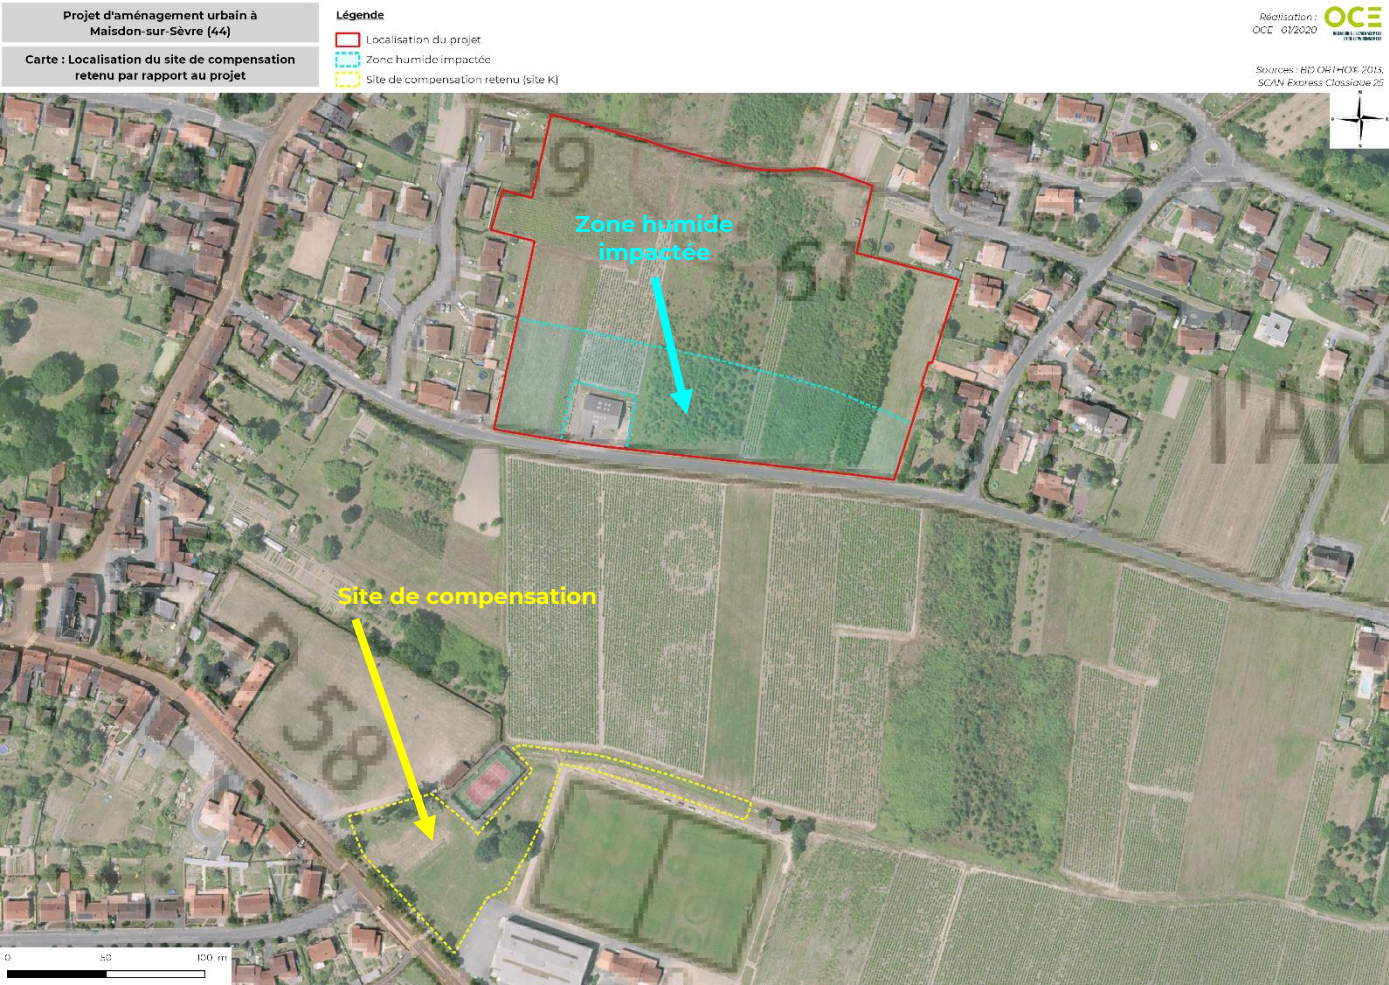 Projet d'aménagement urbain à
Maisdon-sur-Sèvre (44)
Carte : Localisation du site de compensation
retenu par rapport au projet
Légende
Localisation du projet
Zone humide impactée
Site de compensation retenu (site K)
Réalisation :
OCE 01/2020
OCE
Sources : BD ORTHO® 2013,
SCAN Express Classique 25
N
59
Zone humide
impactée
61
l'Alo
Site de compensation
58
0 50 100 m